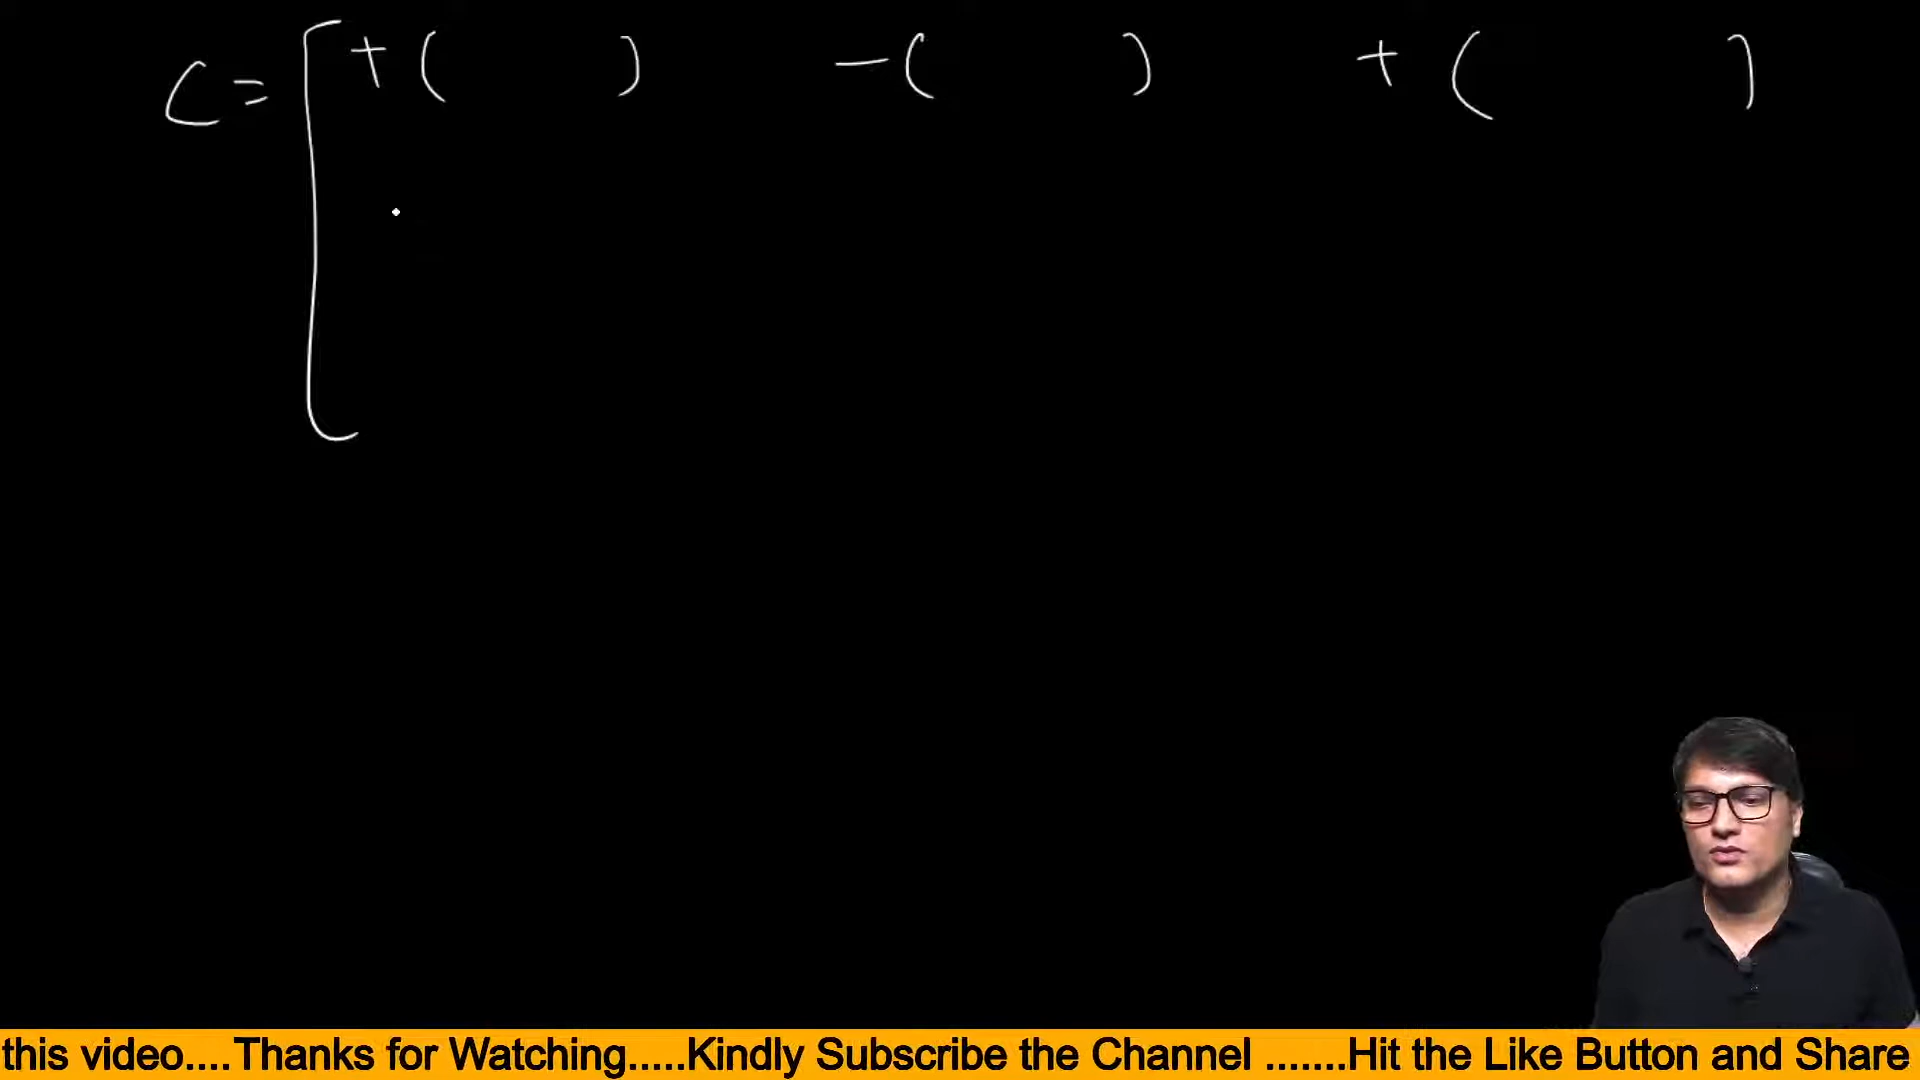 C = [ + (     )     - (     )     + (     )
this video....Thanks for Watching.....Kindly Subscribe the Channel .......Hit the Like Button and Share